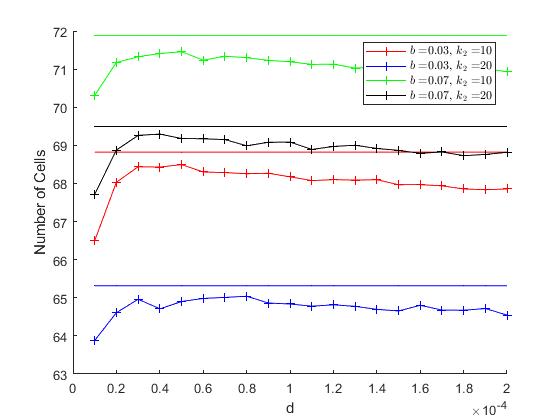 72
71
70
69
68
67
66
65
64
63
Number of Cells
b=0.03, k₂=10
b=0.03, k₂=20
b=0.07, k₂=10
b=0.07, k₂=20
0 0.2 0.4 0.6 0.8 1 1.2 1.4 1.6 1.8 2
d
×10⁻⁴